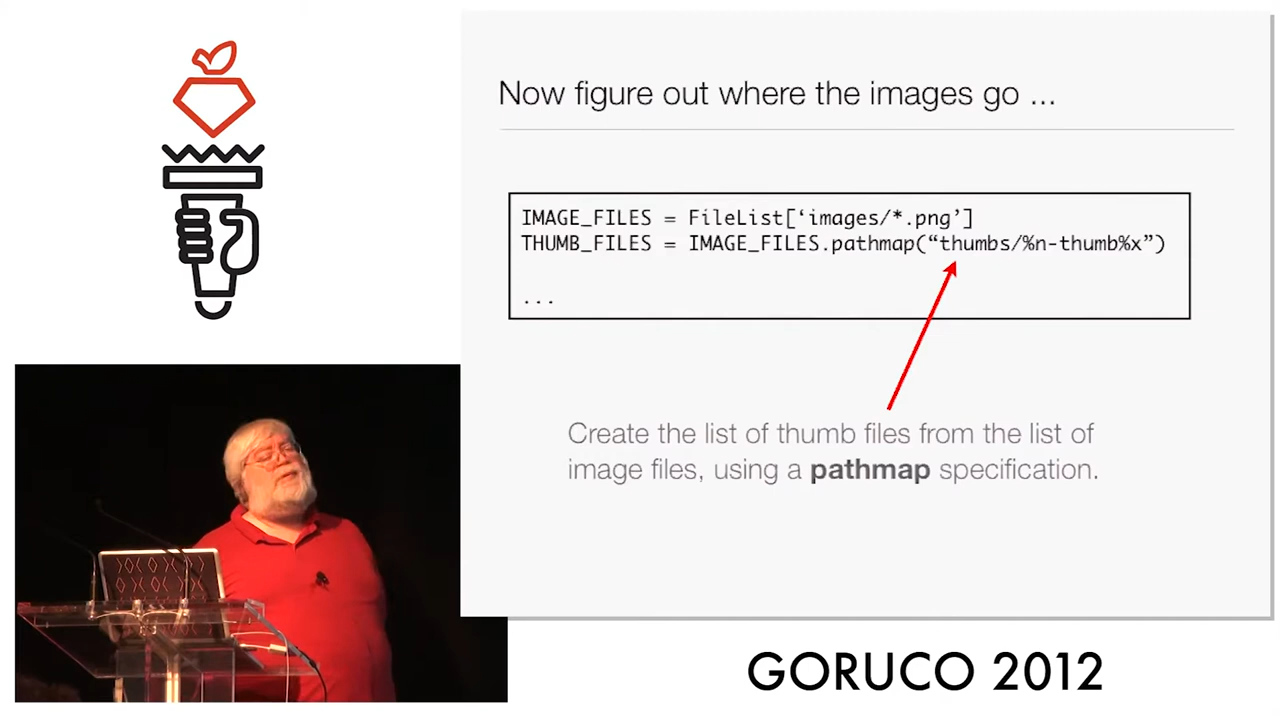 Now figure out where the images go ...
IMAGE_FILES = FileList[‘images/*.png’]
THUMB_FILES = IMAGE_FILES.pathmap(“thumbs/%n-thumb%x”)
...
Create the list of thumb files from the list of
image files, using a pathmap specification.
GORUCO 2012